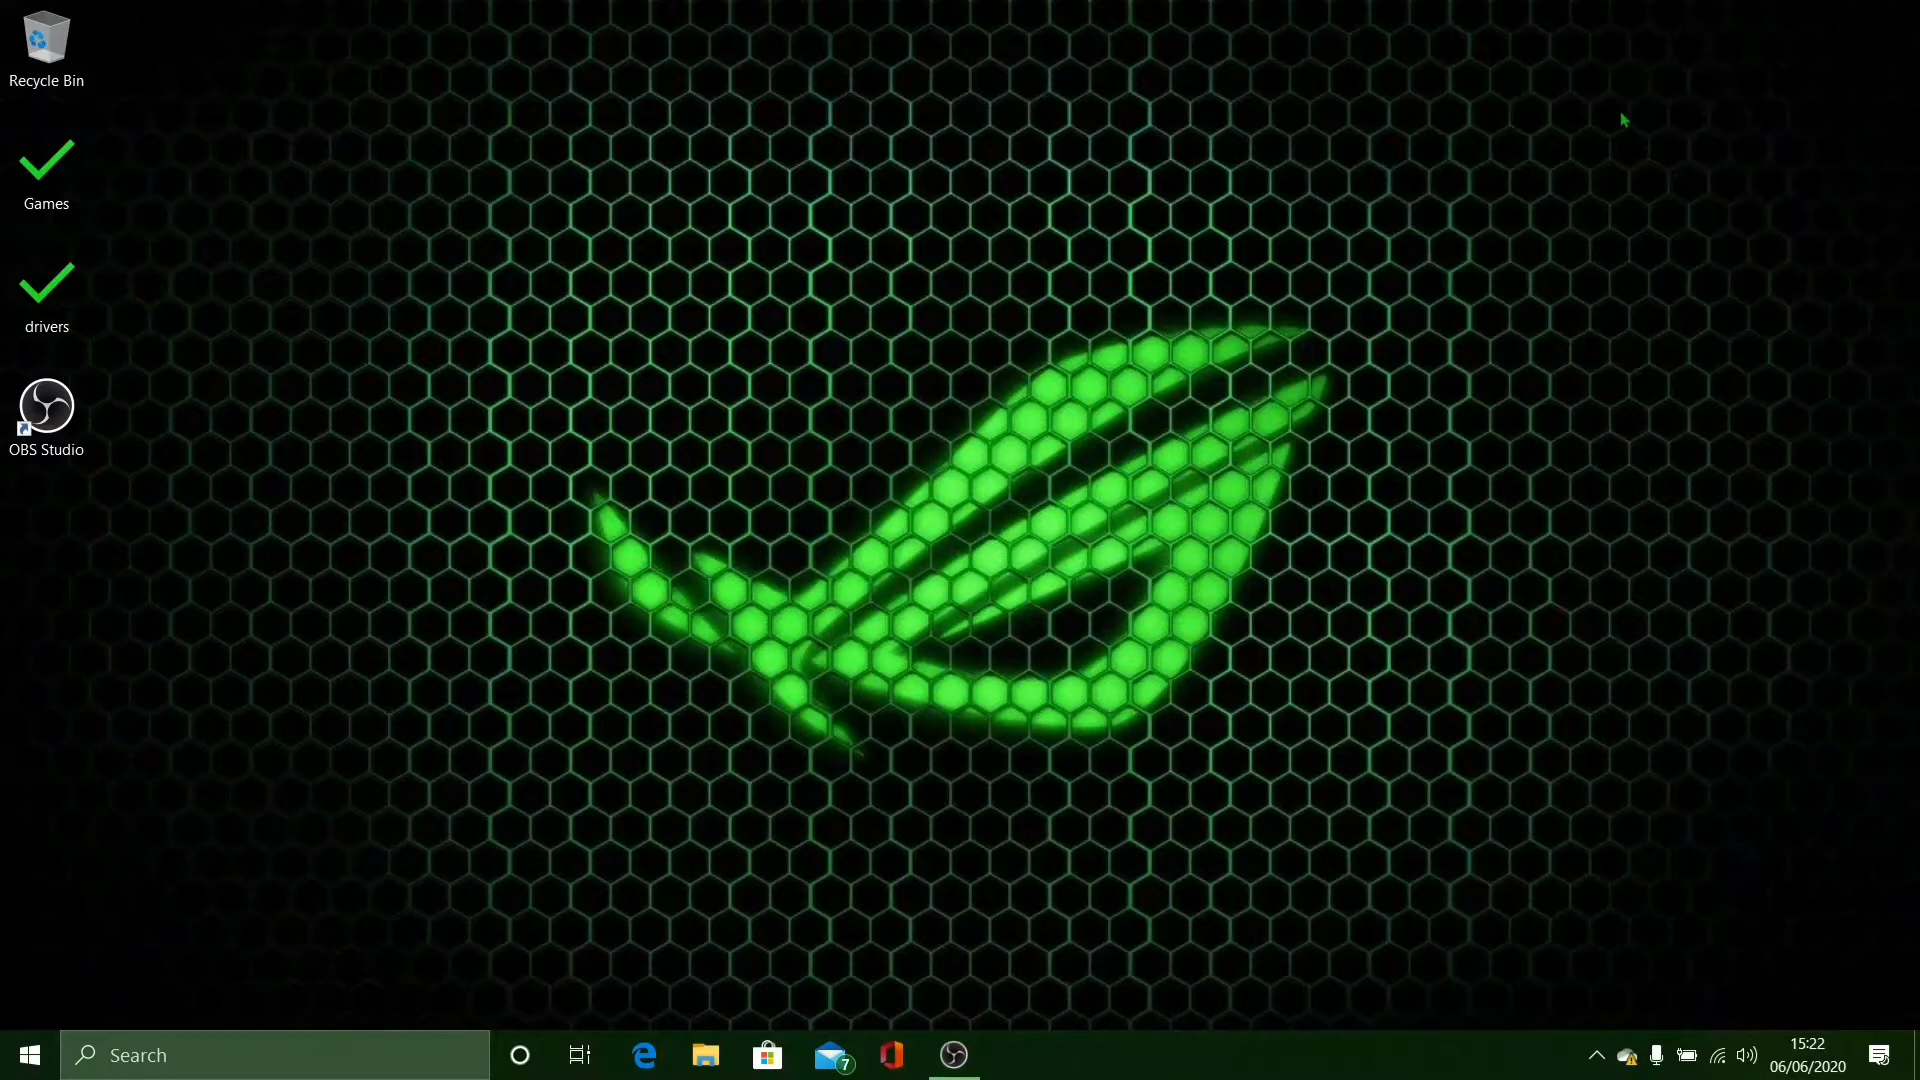 Recycle Bin
Games
drivers
OBS Studio
Search
7
15:22
06/06/2020